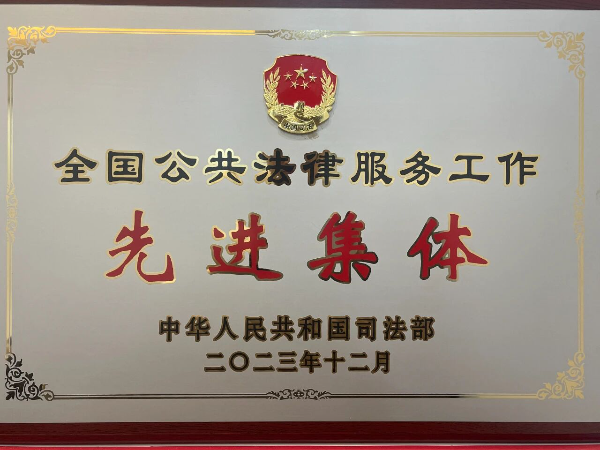 全国公共法律服务工作
先进集体
中华人民共和国司法部
二〇二三年十二月